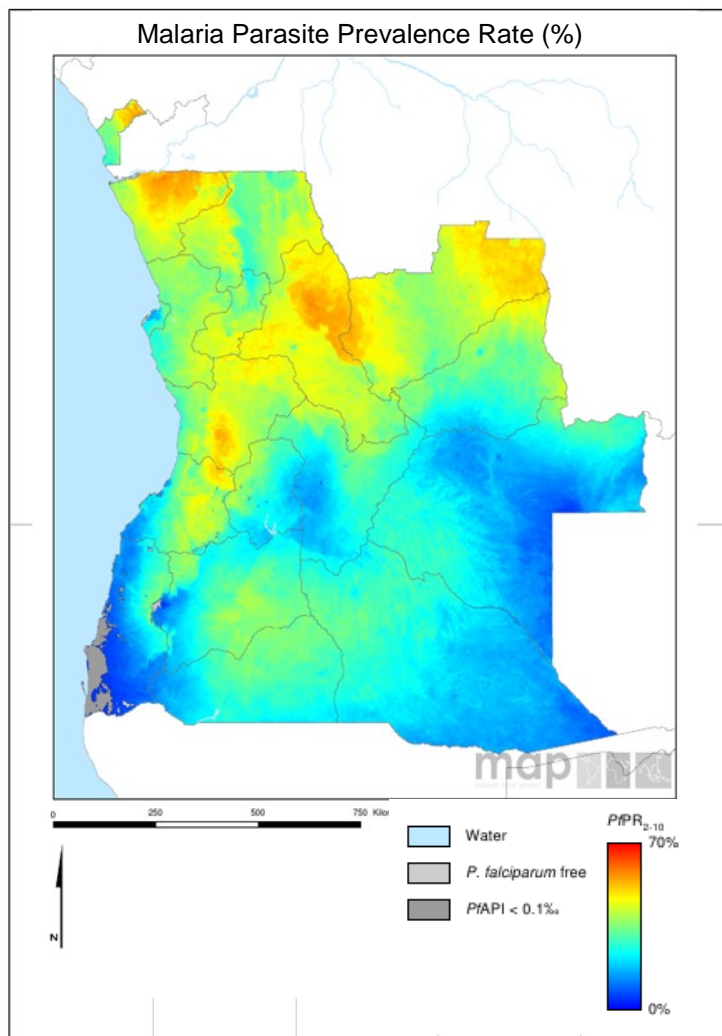 Malaria Parasite Prevalence Rate (%)
map
0 250 500 750 Kilo
Water
P. falciparum free
PfAPI < 0.1‰
PfPR2-10
70%
0%
N